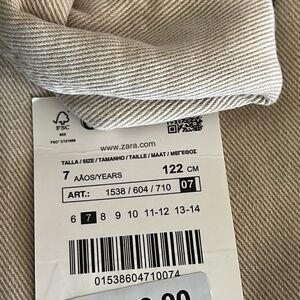 FSC
MIX
www.zara.com
TALLA / SIZE / TAMANHO / TAILLE / MAAT / ΜΕΓΕΘΟΣ
7 AÑOS/YEARS 122 CM
ART.: 1538 / 604 / 710 07
6 7 8 9 10 11-12 13-14
01538604710074